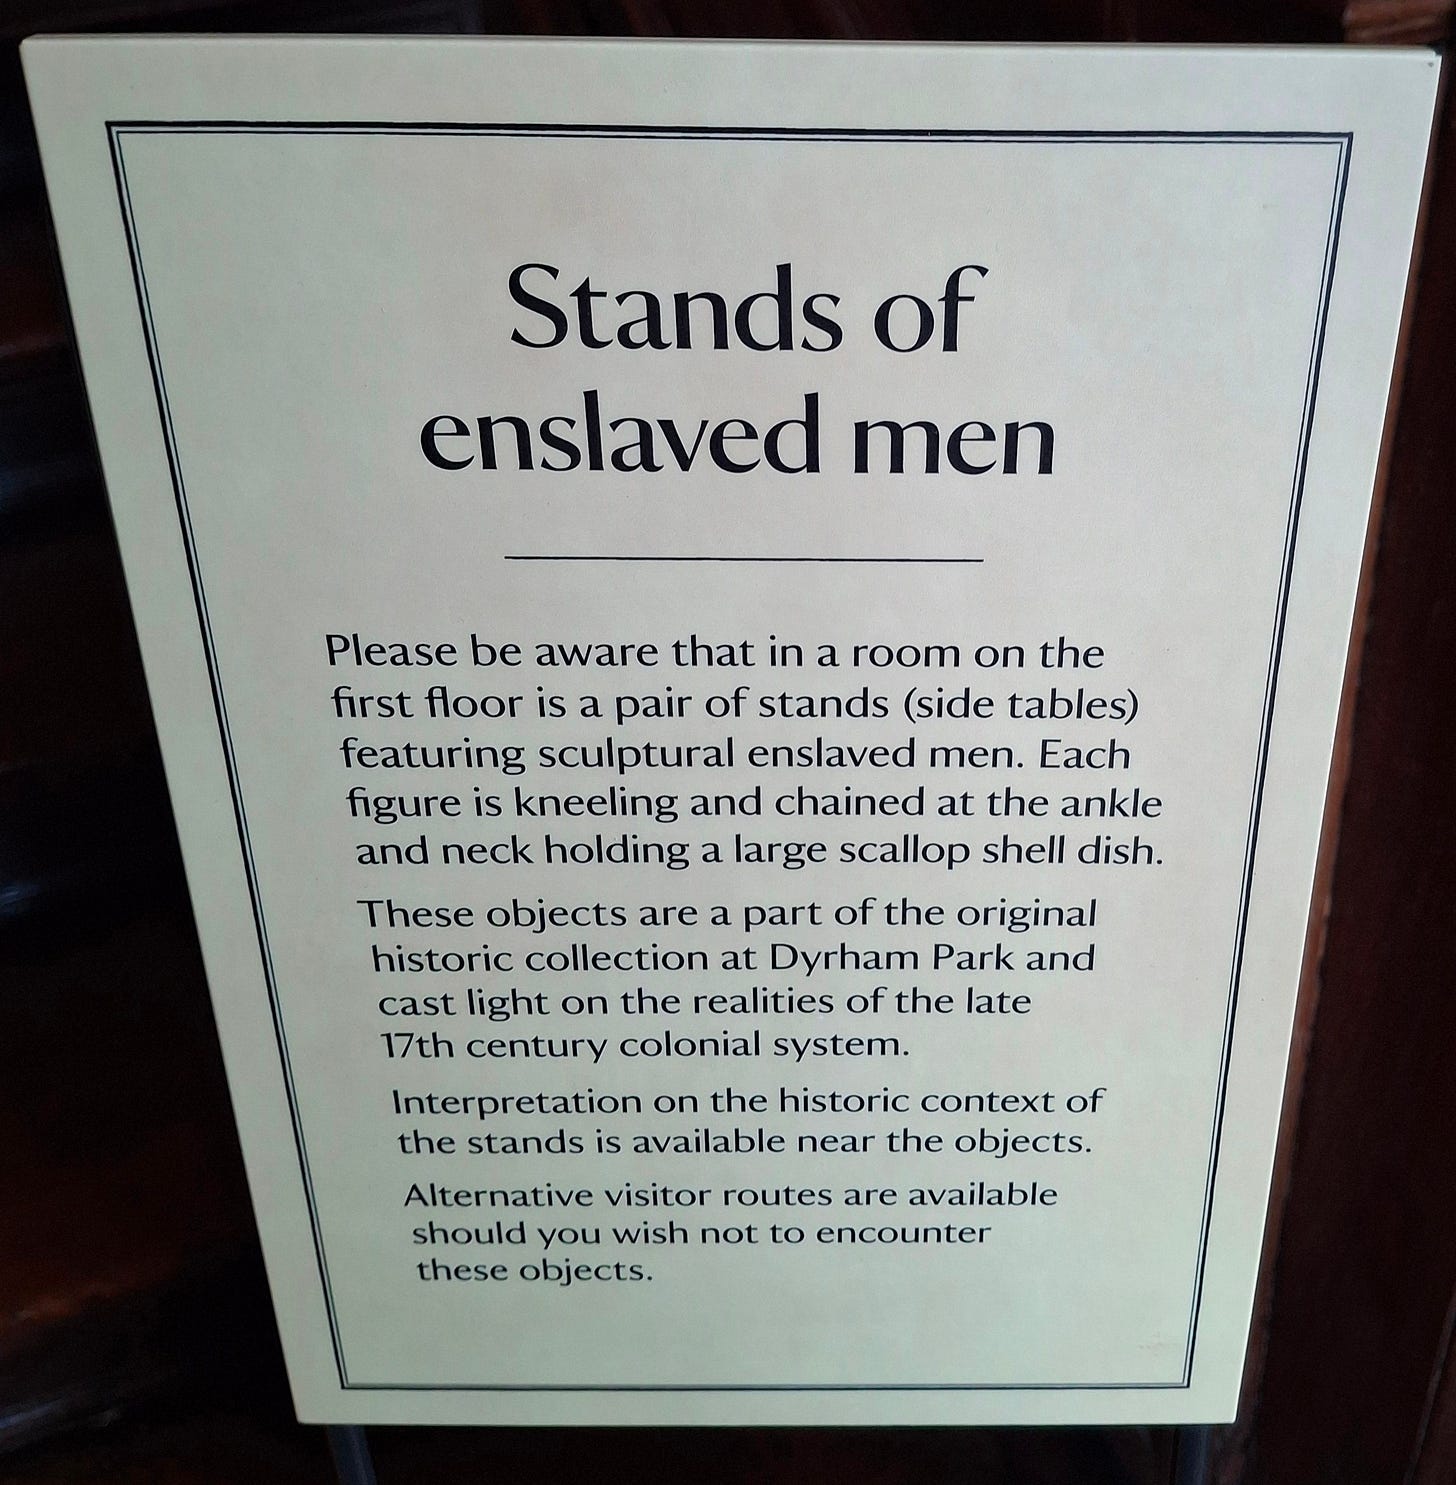 Stands of
enslaved men
Please be aware that in a room on the
first floor is a pair of stands (side tables)
featuring sculptural enslaved men. Each
figure is kneeling and chained at the ankle
and neck holding a large scallop shell dish.
These objects are a part of the original
historic collection at Dyrham Park and
cast light on the realities of the late
17th century colonial system.
Interpretation on the historic context of
the stands is available near the objects.
Alternative visitor routes are available
should you wish not to encounter
these objects.